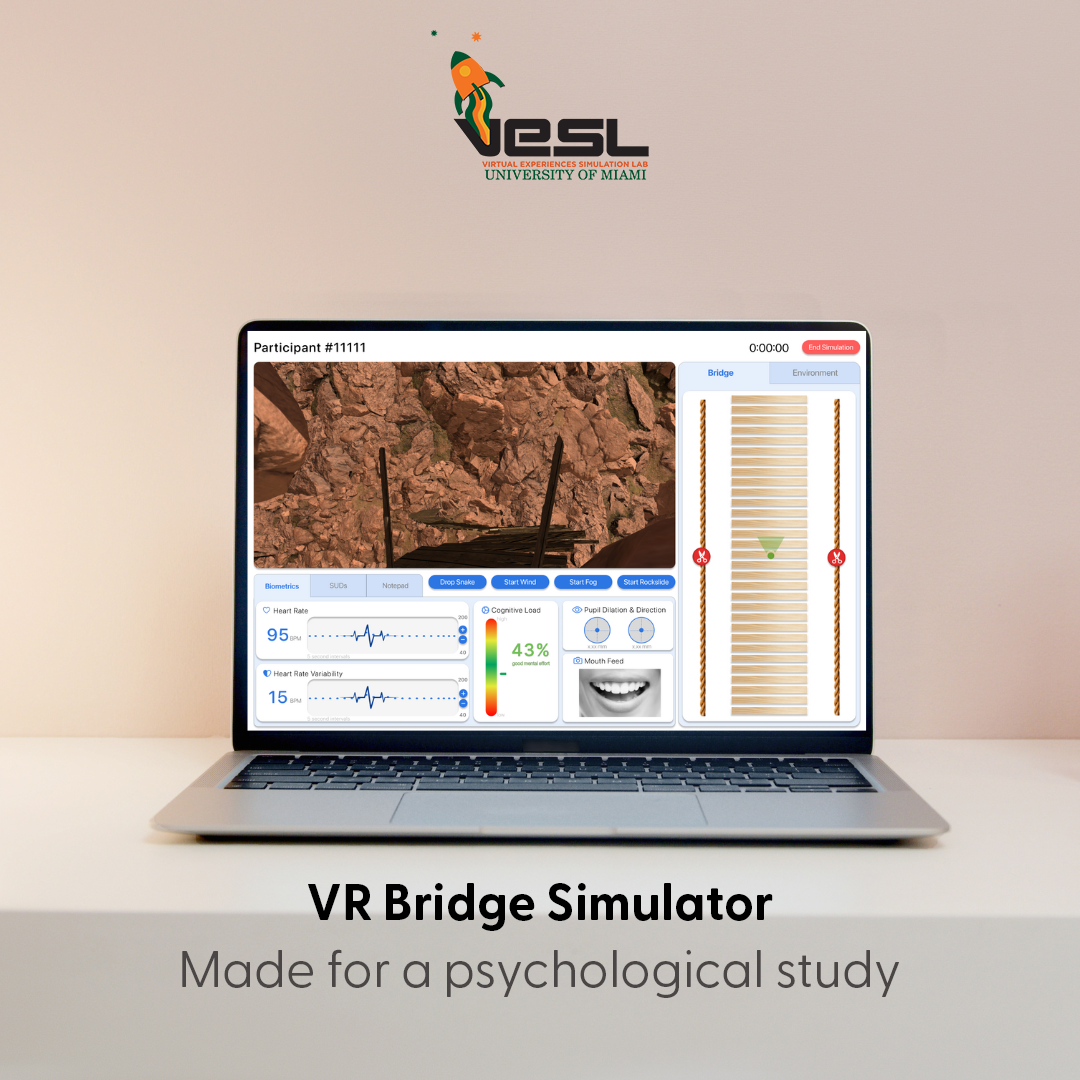 VESL
VIRTUAL EXPERIENCES SIMULATION LAB
UNIVERSITY OF MIAMI
Participant #11111
0:00:00
End Simulation
Bridge
Environment
Biometrics
SUDs
Notepad
Drop Snake
Start Wind
Start Fog
Start Rockslide
Heart Rate
95 BPM
200
40
5 second intervals
Heart Rate Variability
15 BPM
200
40
5 second intervals
Cognitive Load
High
43%
good mental effort
Low
Pupil Dilation & Direction
Mouth Feed
VR Bridge Simulator
Made for a psychological study